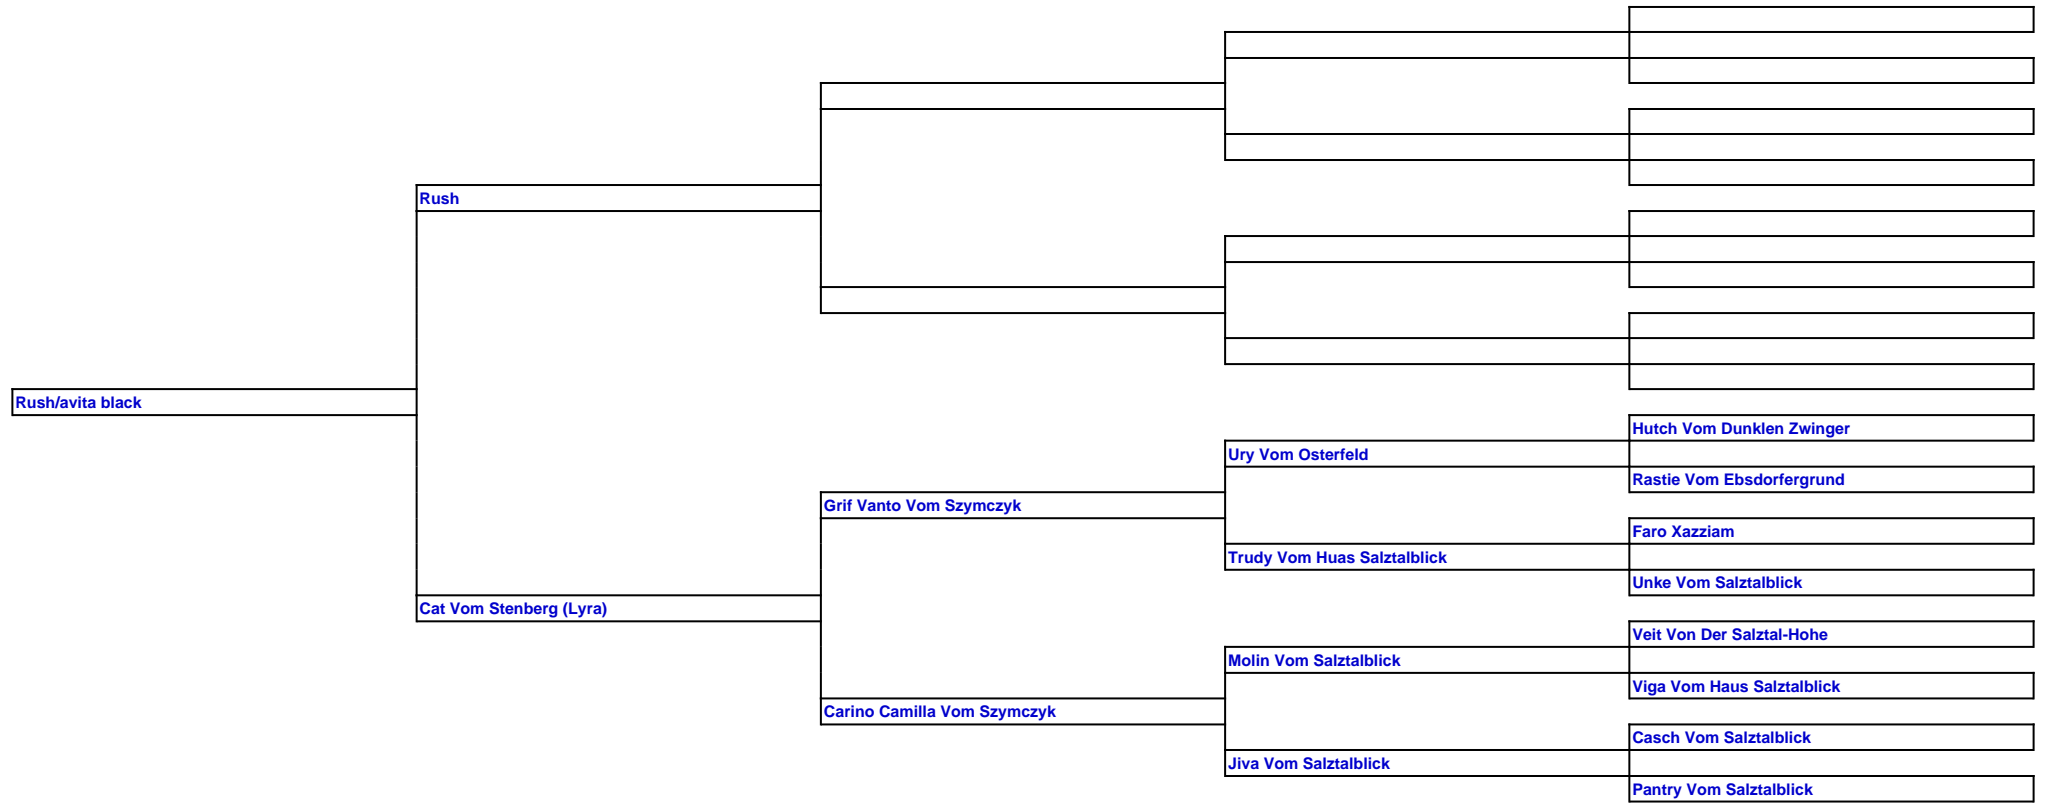 Rush
Rush/avita black
Hutch Vom Dunklen Zwinger
Ury Vom Osterfeld
Rastie Vom Ebsdorfergrund
Grif Vanto Vom Szymczyk
Faro Xazziam
Trudy Vom Huas Salztalblick
Unke Vom Salztalblick
Cat Vom Stenberg (Lyra)
Veit Von Der Salztal-Hohe
Molin Vom Salztalblick
Viga Vom Haus Salztalblick
Carino Camilla Vom Szymczyk
Casch Vom Salztalblick
Jiva Vom Salztalblick
Pantry Vom Salztalblick